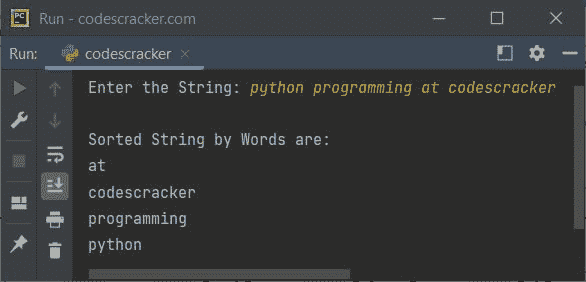 PC
Run - codescracker.com
Run: codescracker
Enter the String: python programming at codescracker
Sorted String by Words are:
at
codescracker
programming
python